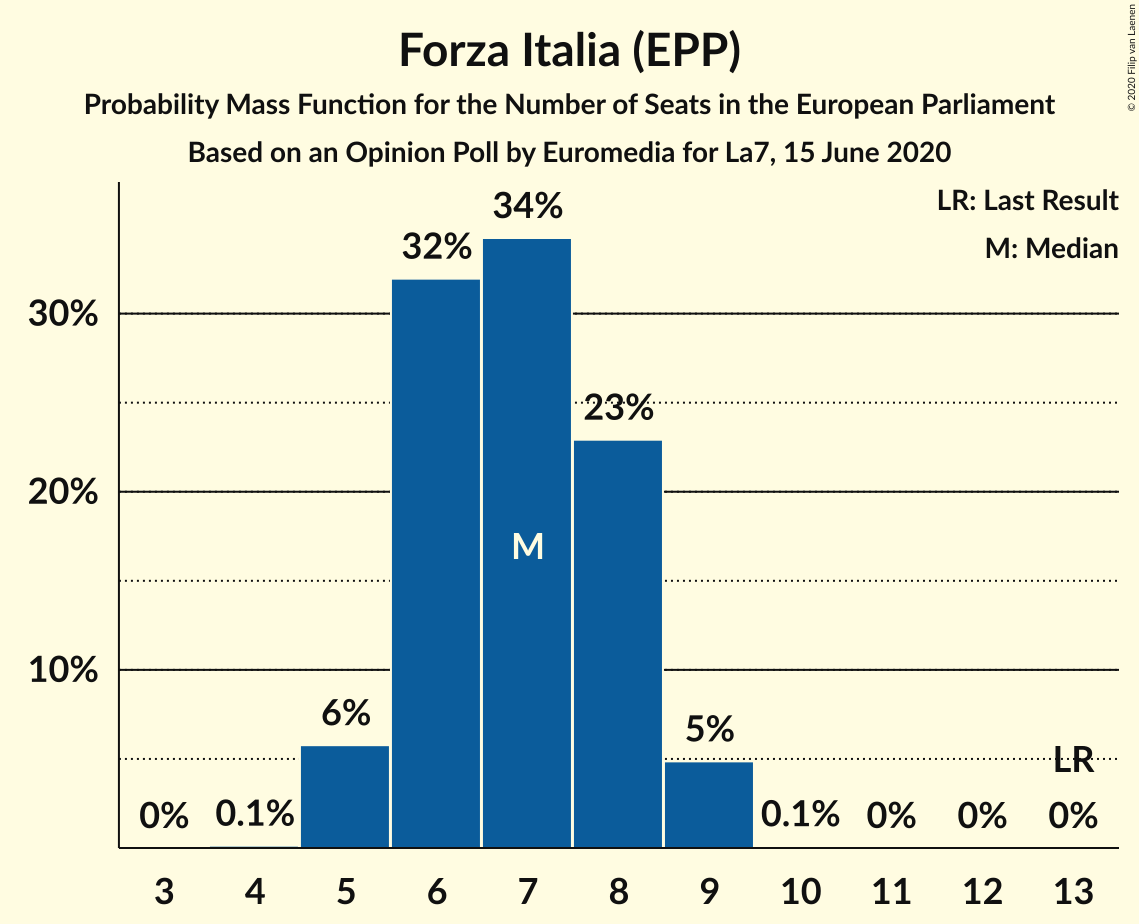 Forza Italia (EPP)
Probability Mass Function for the Number of Seats in the European Parliament
Based on an Opinion Poll by Euromedia for La7, 15 June 2020
© 2020 Filip van Laenen
LR: Last Result
M: Median
30%
20%
10%
0%
0.1%
6%
32%
34%
23%
5%
0.1%
0%
0%
0%
M
LR
3 4 5 6 7 8 9 10 11 12 13